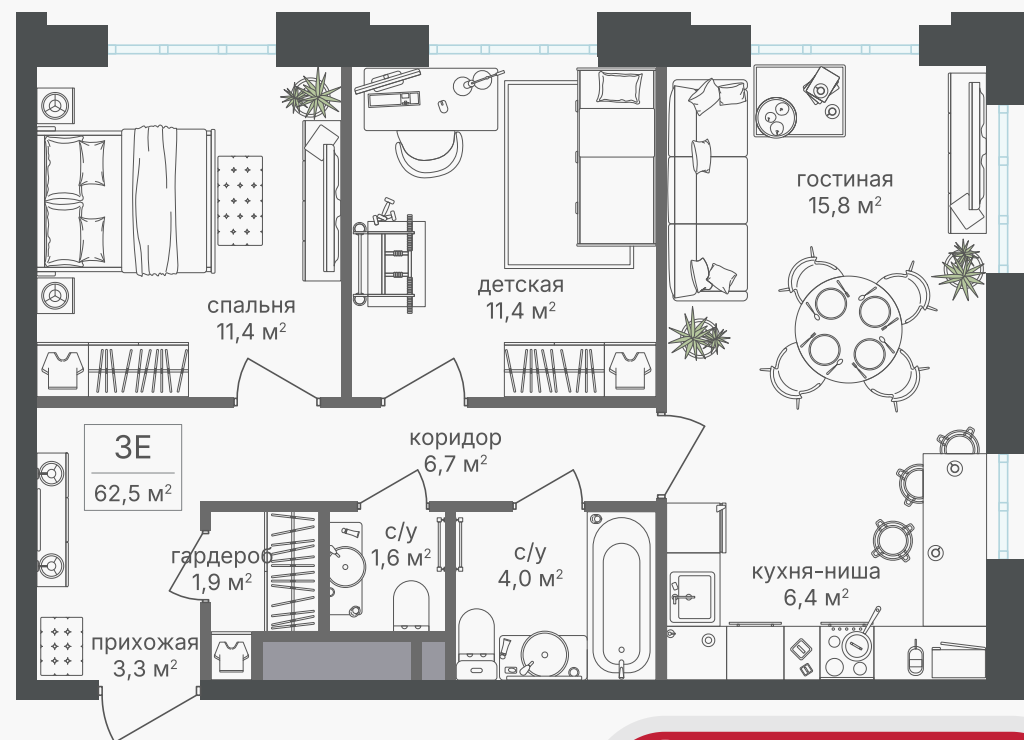 гостиная
15,8 м²
детская
11,4 м²
спальня
11,4 м²
3E
62,5 м²
коридор
6,7 м²
с/у
1,6 м²
с/у
4,0 м²
гардероб
1,9 м²
кухня-ниша
6,4 м²
прихожая
3,3 м²